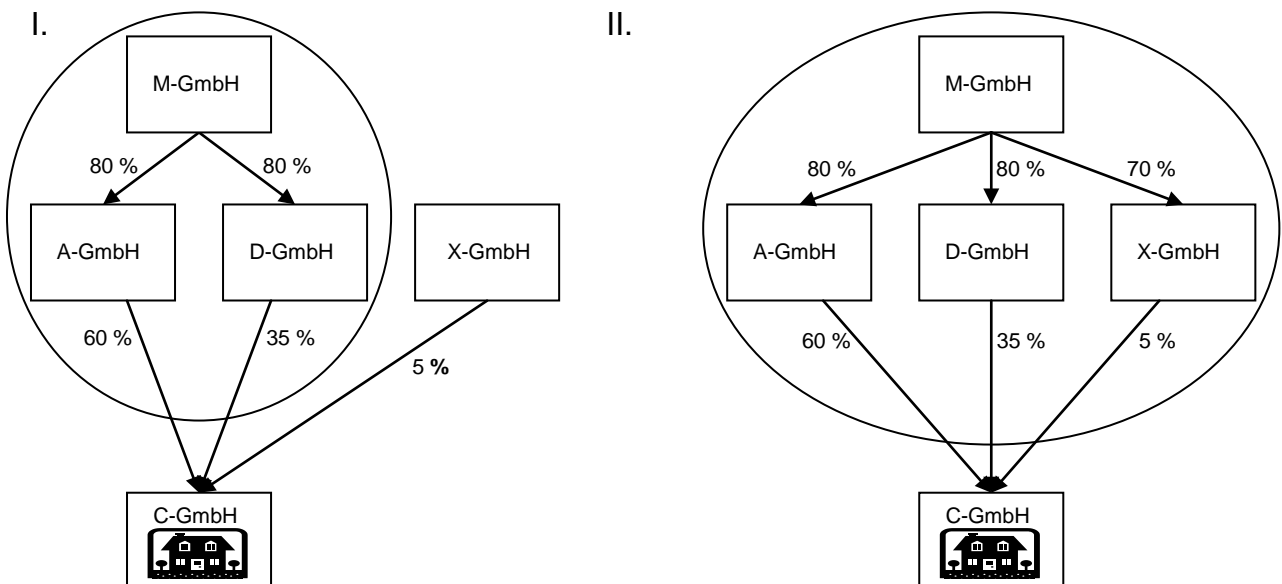 I.
M-GmbH
80 %
80 %
A-GmbH
D-GmbH
X-GmbH
60 %
35 %
5 %
C-GmbH
II.
M-GmbH
80 %
80 %
70 %
A-GmbH
D-GmbH
X-GmbH
60 %
35 %
5 %
C-GmbH